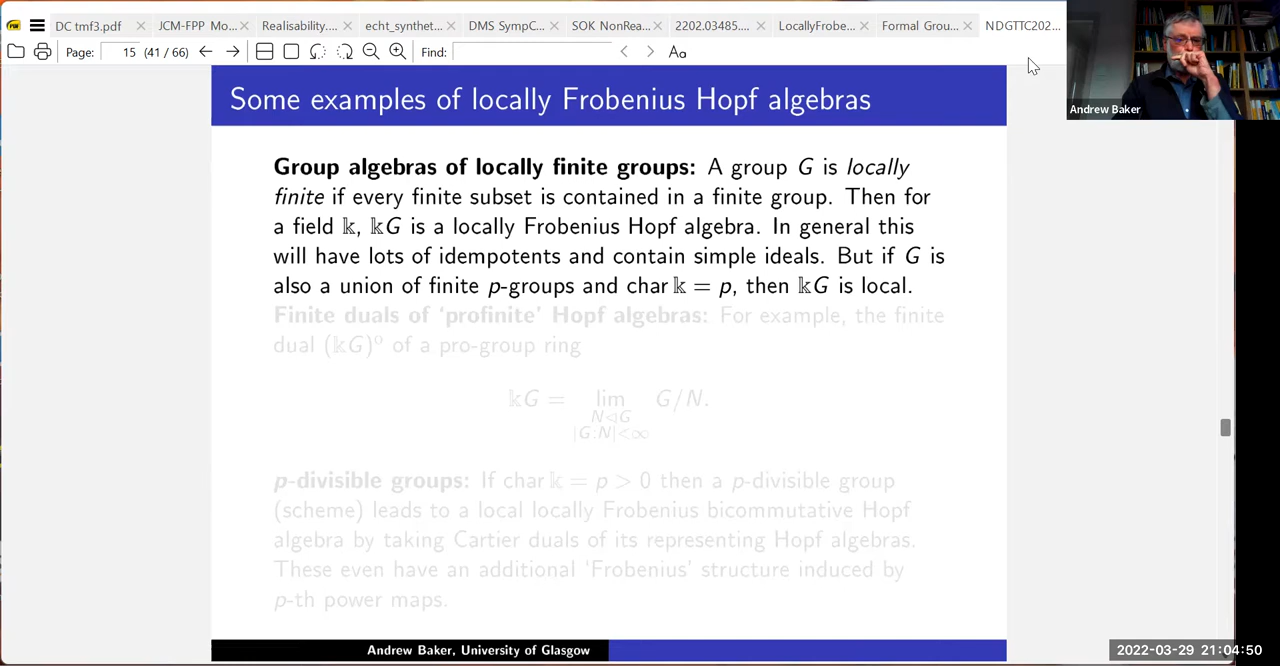 DC tmf3.pdf
JCM-FPP Mo...
Realisability....
echt_synthet...
DMS SympC...
SOK NonRea...
2202.03485....
LocallyFrobe...
Formal Grou...
NDGTTC202...
Page: 15 (41 / 66)
Find:
Aa
Andrew Baker
Some examples of locally Frobenius Hopf algebras
Group algebras of locally finite groups: A group G is locally
finite if every finite subset is contained in a finite group. Then for
a field 𝕜, 𝕜G is a locally Frobenius Hopf algebra. In general this
will have lots of idempotents and contain simple ideals. But if G is
also a union of finite p-groups and char 𝕜 = p, then 𝕜G is local.
Finite duals of ‘profinite’ Hopf algebras: For example, the finite
dual (𝕜G)° of a pro-group ring
𝕜G = lim G/N.
N◁G
|G:N|<∞
p-divisible groups: If char 𝕜 = p > 0 then a p-divisible group
(scheme) leads to a local locally Frobenius bicommutative Hopf
algebra by taking Cartier duals of its representing Hopf algebras.
These even have an additional ‘Frobenius’ structure induced by
p-th power maps.
Andrew Baker, University of Glasgow
2022-03-29 21:04:50